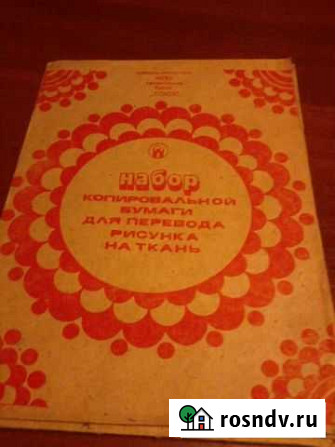 набор
КОПИРОВАЛЬНОЙ
БУМАГИ
ДЛЯ ПЕРЕВОДА
РИСУНКА
НА ТКАНЬ
rosndv.ru